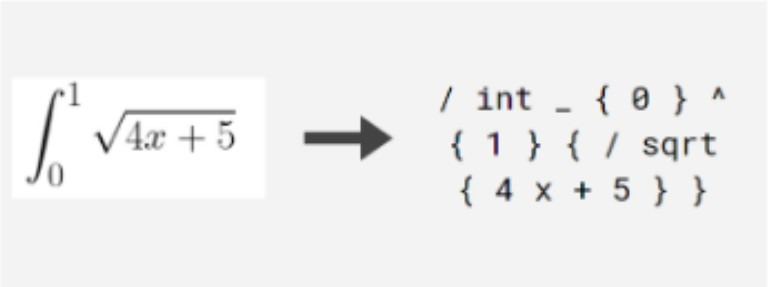 ∫₀¹ √(4x + 5)
/ int _ { 0 } ^
{ 1 } { / sqrt
{ 4 x + 5 } }